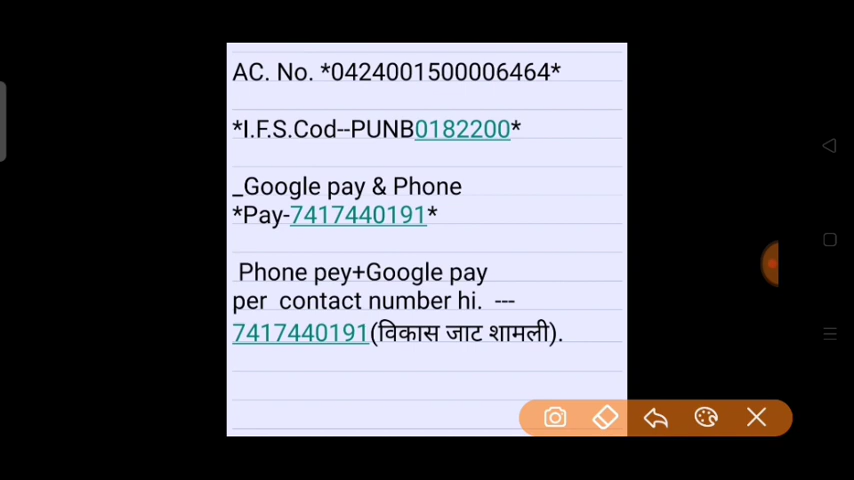 AC. No. *0424001500006464*
*I.F.S.Cod--PUNB0182200*
_Google pay & Phone
*Pay-7417440191*
Phone pey+Google pay
per contact number hi. ---
7417440191(विकास जाट शामली).